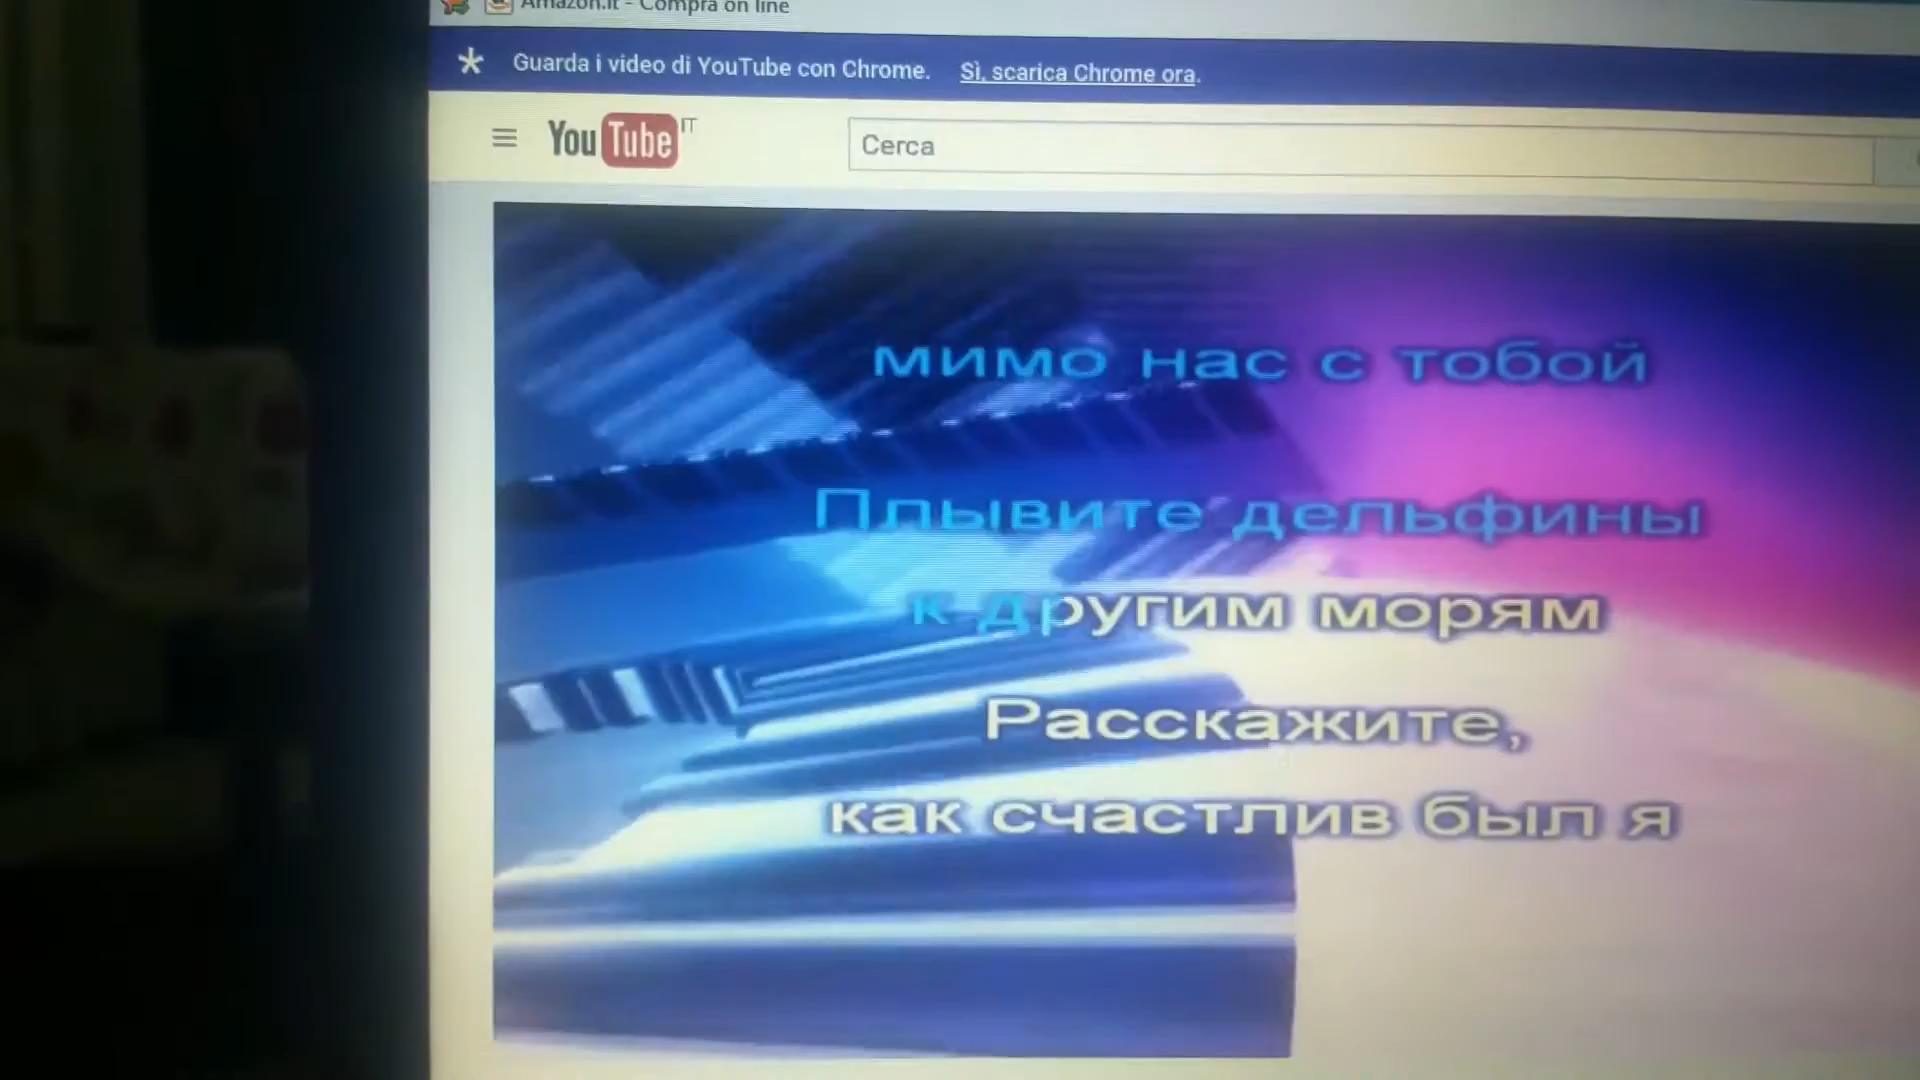 Amazon.it - Compra on line
Guarda i video di YouTube con Chrome. Sì, scarica Chrome ora.
YouTube IT
Cerca
мимо нас с тобой
Плывите дельфины
к другим морям
Расскажите,
как счастлив был я